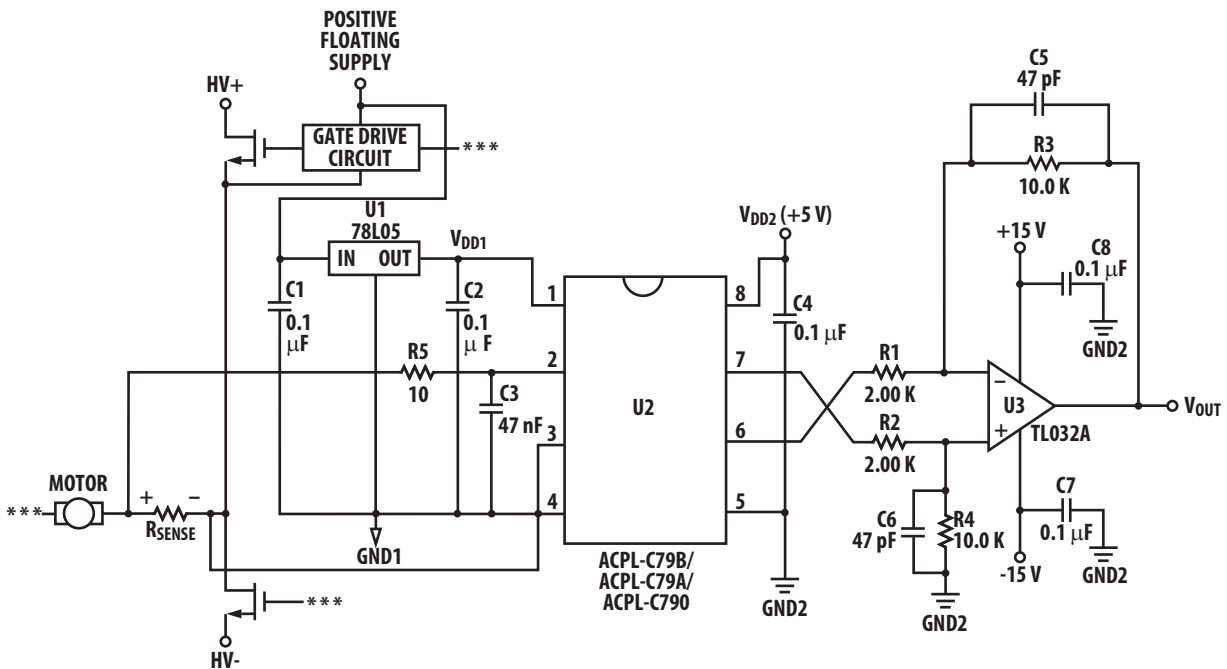 POSITIVE
FLOATING
SUPPLY
HV+
GATE DRIVE
CIRCUIT
***
U1
78L05
IN OUT
V_DD1
C1
0.1
μF
C2
0.1
μ F
R5
10
C3
47 nF
MOTOR
***
+ −
R_SENSE
GND1
***
HV-
1
2
3
4
8
7
6
5
U2
ACPL-C79B/
ACPL-C79A/
ACPL-C790
V_DD2 (+5 V)
C4
0.1 μF
GND2
R1
2.00 K
R2
2.00 K
C5
47 pF
R3
10.0 K
+15 V
C8
0.1 μF
GND2
−
U3
+
TL032A
V_OUT
C6
47 pF
R4
10.0 K
GND2
C7
0.1 μF
-15 V
GND2